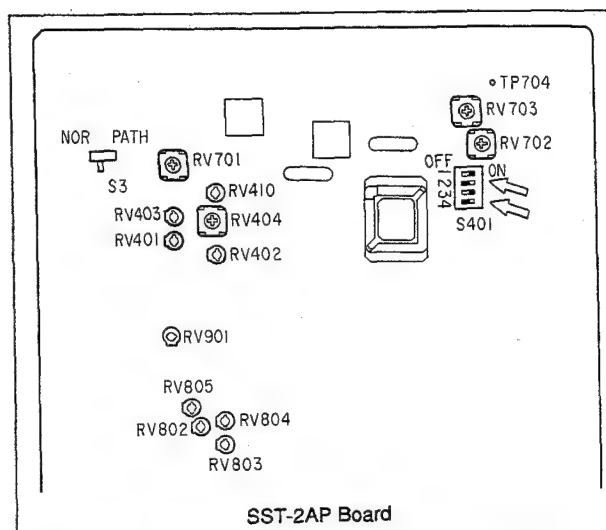 TP704
RV703
RV702
NOR PATH
S3
RV701
RV410
RV403
RV404
RV401
RV402
OFF ON
1
2
3
4
S401
RV901
RV805
RV802
RV804
RV803
SST-2AP Board